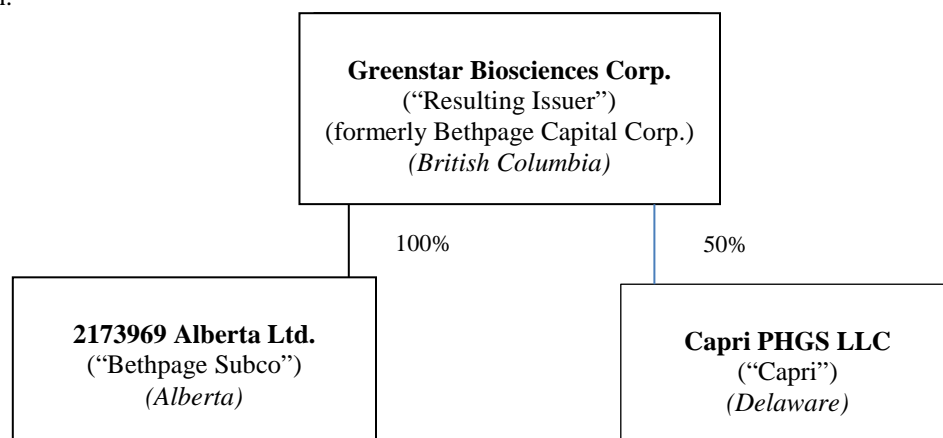 Greenstar Biosciences Corp.
(“Resulting Issuer”)
(formerly Bethpage Capital Corp.)
(British Columbia)
100%
50%
2173969 Alberta Ltd.
(“Bethpage Subco”)
(Alberta)
Capri PHGS LLC
(“Capri”)
(Delaware)